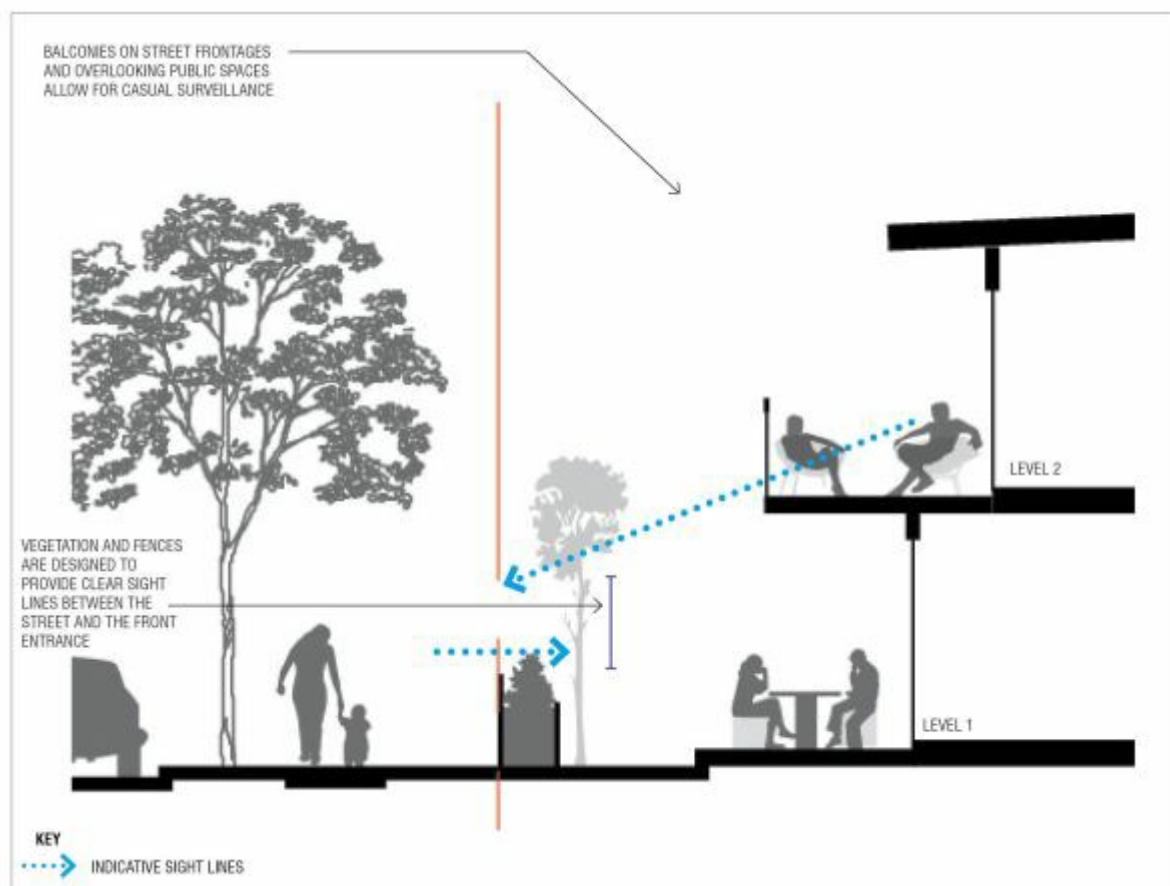 BALCONIES ON STREET FRONTAGES
AND OVERLOOKING PUBLIC SPACES
ALLOW FOR CASUAL SURVEILLANCE
LEVEL 2
VEGETATION AND FENCES
ARE DESIGNED TO
PROVIDE CLEAR SIGHT
LINES BETWEEN THE
STREET AND THE FRONT
ENTRANCE
LEVEL 1
KEY
INDICATIVE SIGHT LINES